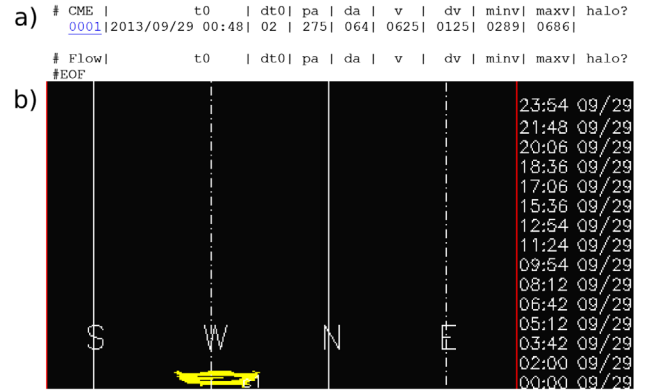 a)
# CME | t0 | dt0| pa | da | v | dv | minv| maxv| halo?
0001|2013/09/29 00:48| 02 | 275| 064| 0625| 0125| 0289| 0686|
# Flow| t0 | dt0| pa | da | v | dv | minv| maxv| halo?
#EOF
b)
23:54 09/29
21:48 09/29
20:06 09/29
18:36 09/29
17:06 09/29
15:36 09/29
12:54 09/29
11:24 09/29
09:54 09/29
08:12 09/29
06:42 09/29
05:12 09/29
S W N E
03:42 09/29
02:00 09/29
00:00 09/29